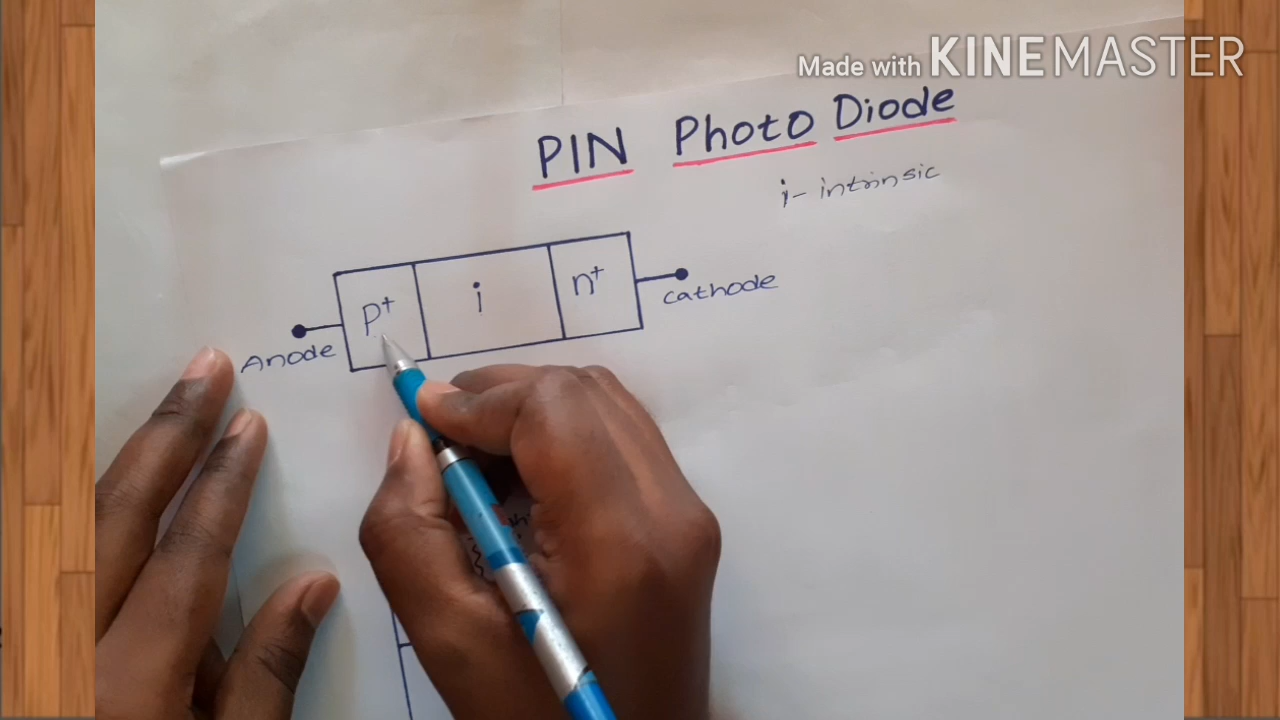 Made with KINEMASTER
PIN Photo Diode
i- intrinsic
P+ i n+
Cathode
Anode